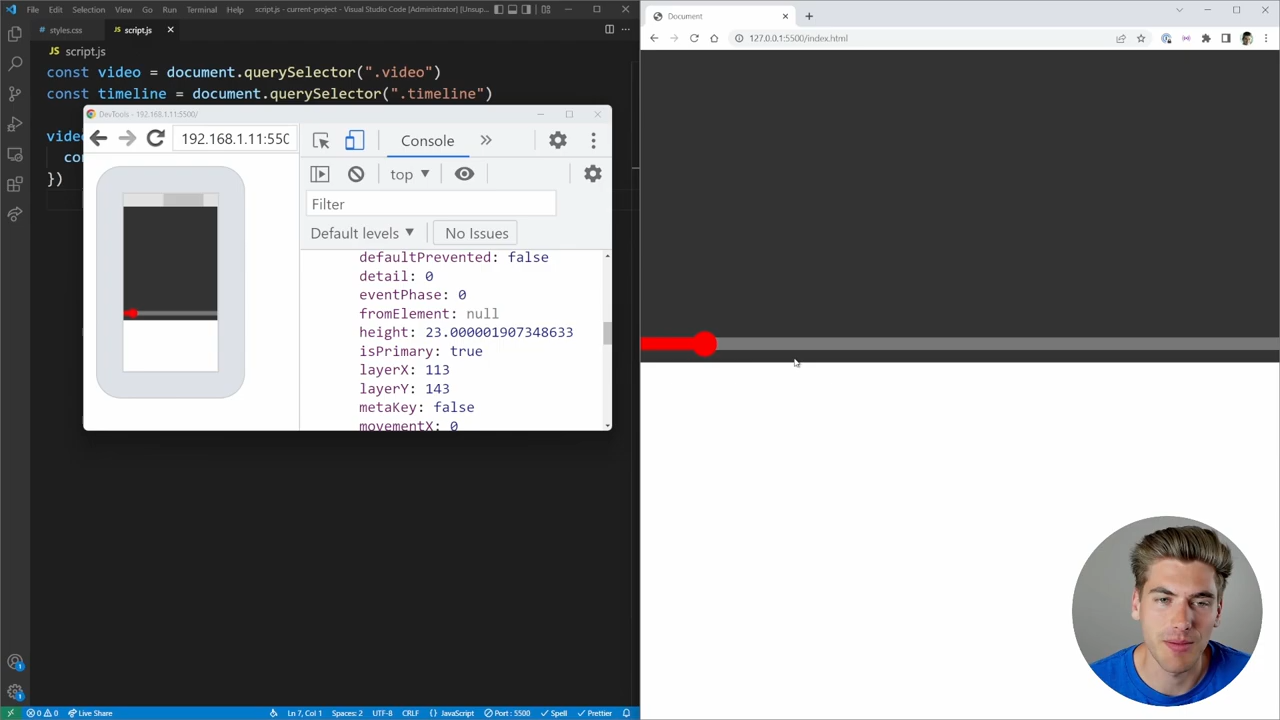 File Edit Selection View Go Run Terminal Help script.js - current-project - Visual Studio Code [Administrator] [Unsup...
styles.css script.js
script.js
const video = document.querySelector(".video")
const timeline = document.querySelector(".timeline")
vide
co
})
DevTools - 192.168.1.11:5500/
192.168.1.11:550
Console
top
Filter
Default levels
No Issues
defaultPrevented: false
detail: 0
eventPhase: 0
fromElement: null
height: 23.000001907348633
isPrimary: true
layerX: 113
layerY: 143
metaKey: false
movementX: 0
Document
127.0.0.1:5500/index.html
0 0 Live Share Ln 7, Col 1 Spaces: 2 UTF-8 CRLF {} JavaScript Port : 5500 Spell Prettier